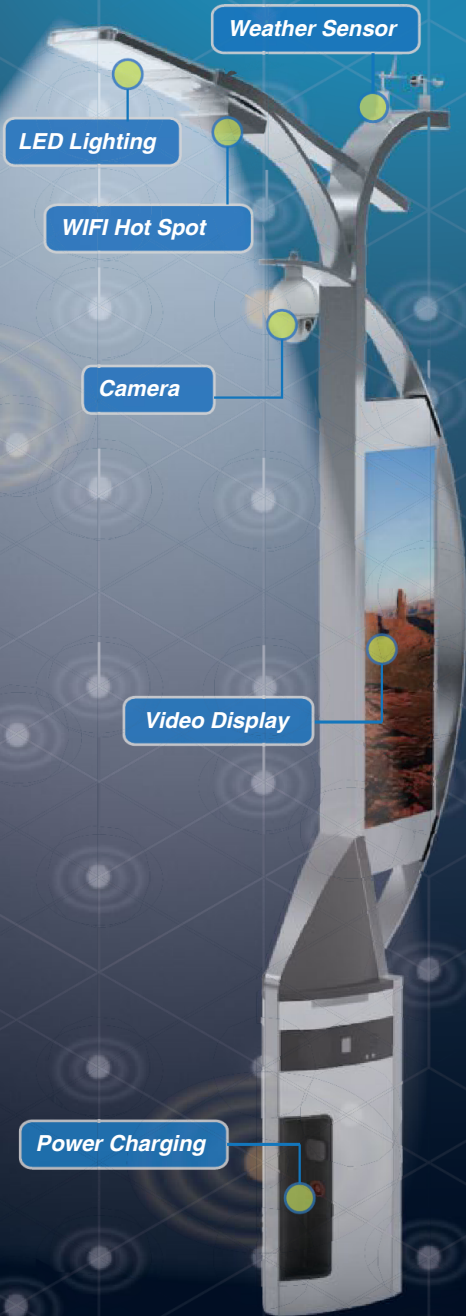 Weather Sensor
LED Lighting
WIFI Hot Spot
Camera
Video Display
Power Charging